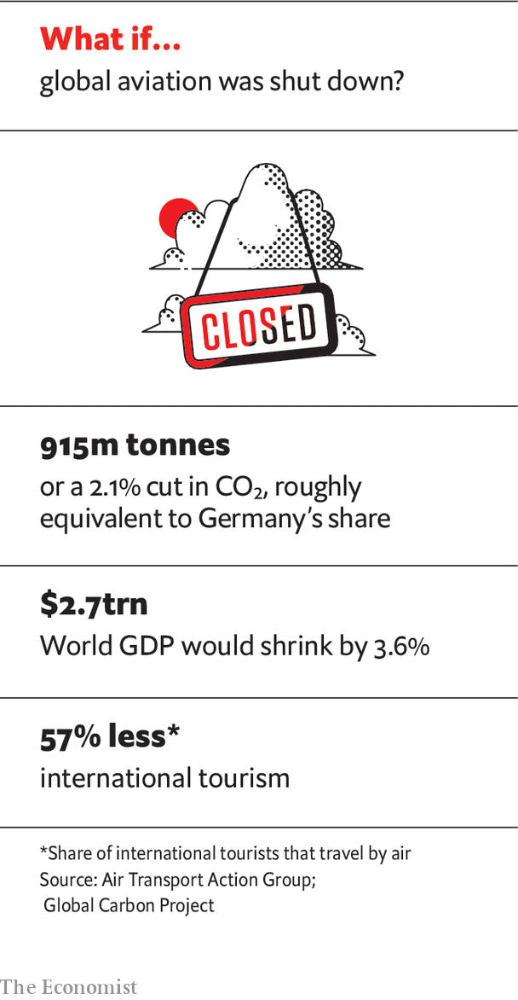 What if...
global aviation was shut down?
CLOSED
915m tonnes
or a 2.1% cut in CO₂, roughly
equivalent to Germany’s share
$2.7trn
World GDP would shrink by 3.6%
57% less*
international tourism
*Share of international tourists that travel by air
Source: Air Transport Action Group;
Global Carbon Project
The Economist